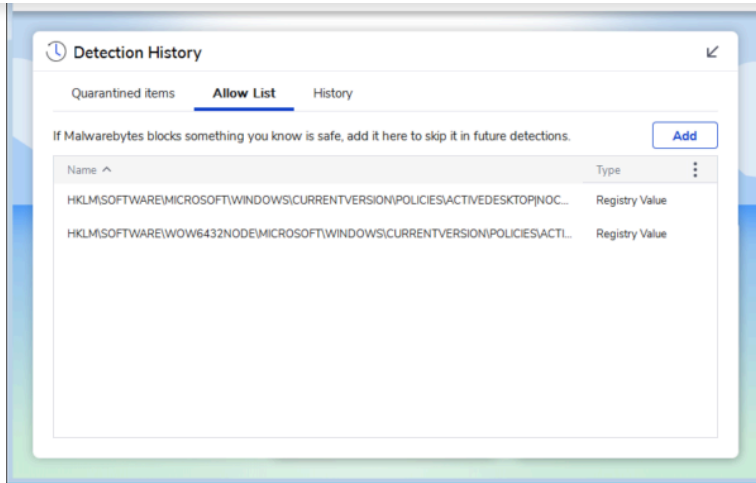 Detection History
Quarantined items Allow List History
If Malwarebytes blocks something you know is safe, add it here to skip it in future detections. Add
Name Type
HKLM\SOFTWARE\MICROSOFT\WINDOWS\CURRENTVERSION\POLICIES\ACTIVEDESKTOP|NOC... Registry Value
HKLM\SOFTWARE\WOW6432NODE\MICROSOFT\WINDOWS\CURRENTVERSION\POLICIES\ACTI... Registry Value